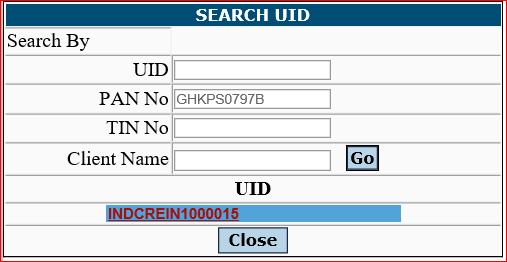 SEARCH UID
Search By
UID
PAN No GHKPS0797B
TIN No
Client Name Go
UID
INDCREIN1000015
Close